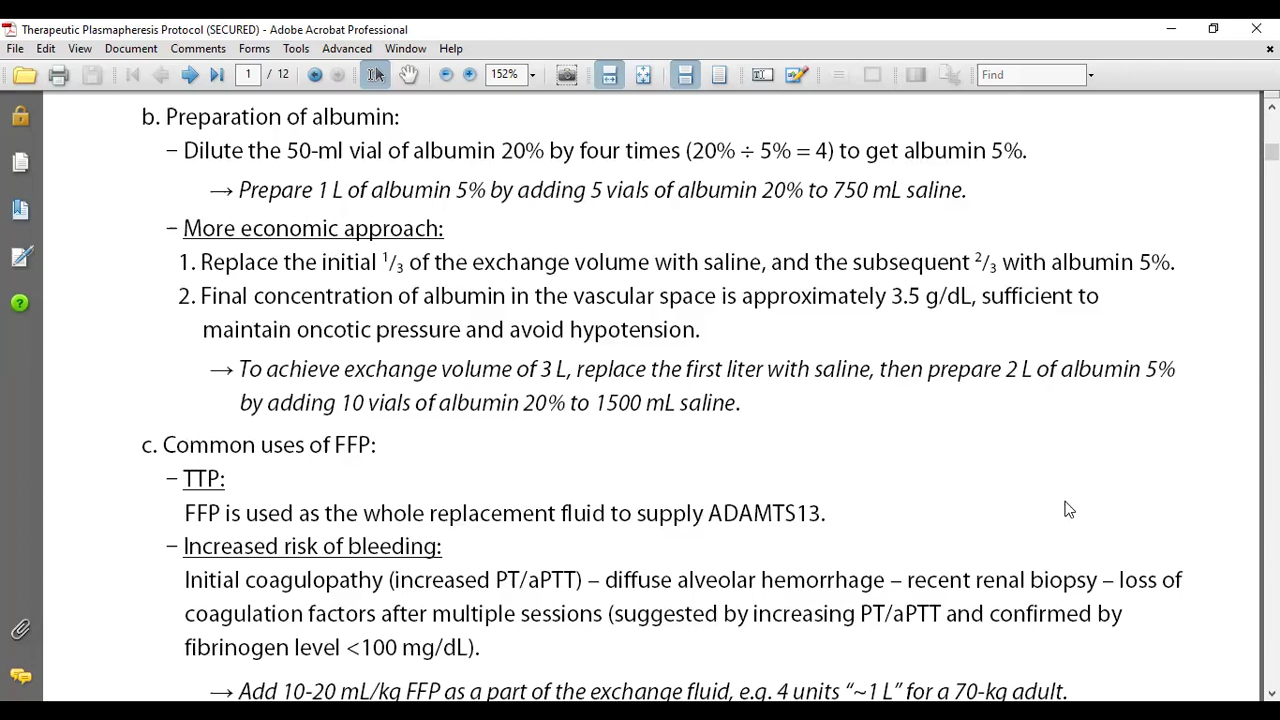 Therapeutic Plasmapheresis Protocol (SECURED) - Adobe Acrobat Professional
File Edit View Document Comments Forms Tools Advanced Window Help
1 / 12 152% Find
b. Preparation of albumin:
– Dilute the 50-ml vial of albumin 20% by four times (20% ÷ 5% = 4) to get albumin 5%.
→ Prepare 1 L of albumin 5% by adding 5 vials of albumin 20% to 750 mL saline.
– More economic approach:
1. Replace the initial 1/3 of the exchange volume with saline, and the subsequent 2/3 with albumin 5%.
2. Final concentration of albumin in the vascular space is approximately 3.5 g/dL, sufficient to
maintain oncotic pressure and avoid hypotension.
→ To achieve exchange volume of 3 L, replace the first liter with saline, then prepare 2 L of albumin 5%
by adding 10 vials of albumin 20% to 1500 mL saline.
c. Common uses of FFP:
– TTP:
FFP is used as the whole replacement fluid to supply ADAMTS13.
– Increased risk of bleeding:
Initial coagulopathy (increased PT/aPTT) – diffuse alveolar hemorrhage – recent renal biopsy – loss of
coagulation factors after multiple sessions (suggested by increasing PT/aPTT and confirmed by
fibrinogen level <100 mg/dL).
→ Add 10-20 mL/kg FFP as a part of the exchange fluid, e.g. 4 units “~1 L” for a 70-kg adult.